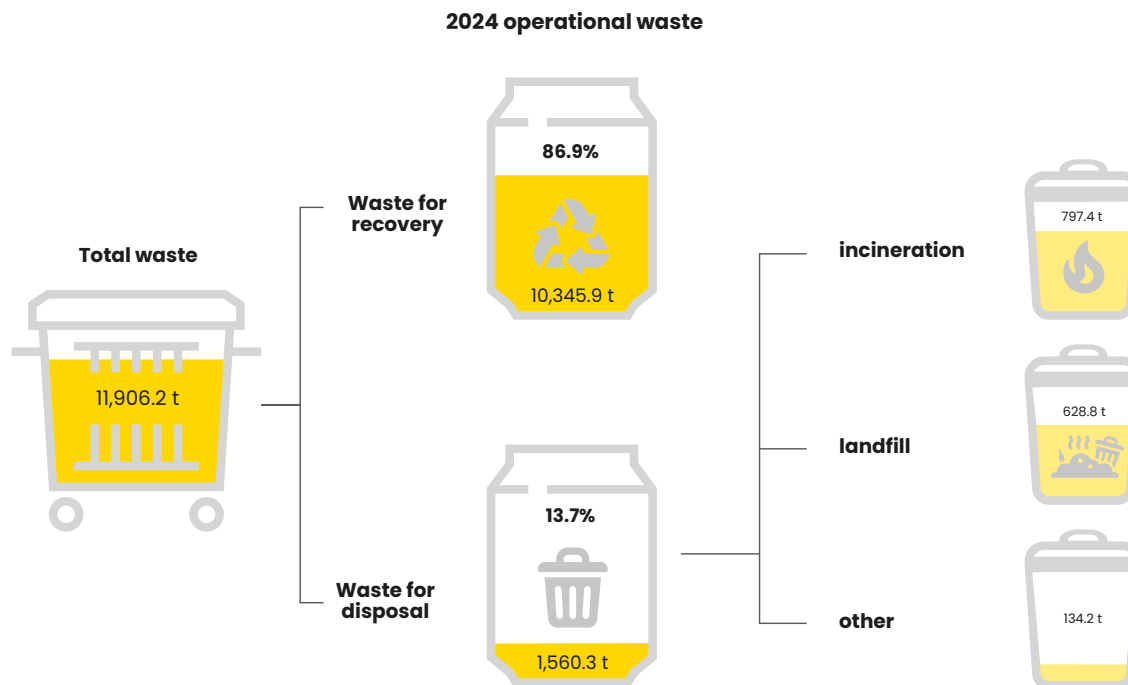 2024 operational waste
Total waste
11,906.2 t
Waste for
recovery
86.9%
10,345.9 t
Waste for
disposal
13.7%
1,560.3 t
incineration
797.4 t
landfill
628.8 t
other
134.2 t